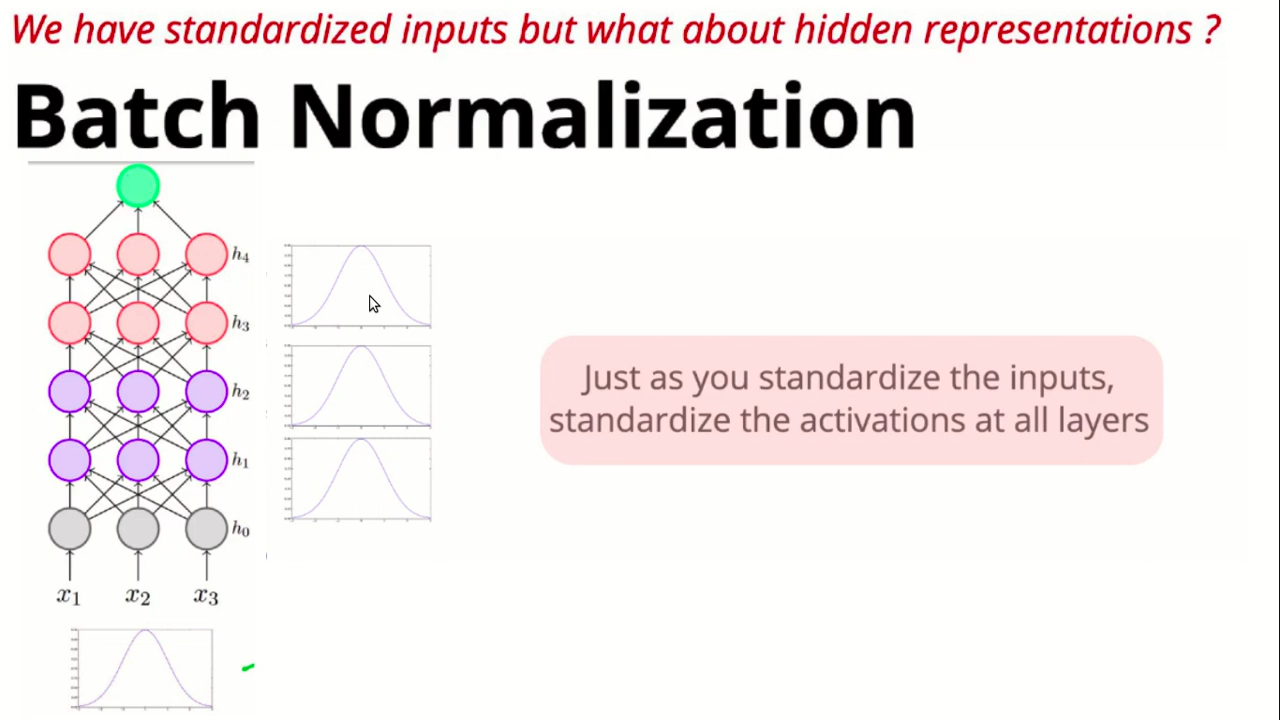 We have standardized inputs but what about hidden representations ?
Batch Normalization
h4
h3
Just as you standardize the inputs,
standardize the activations at all layers
h2
h1
h0
x1 x2 x3